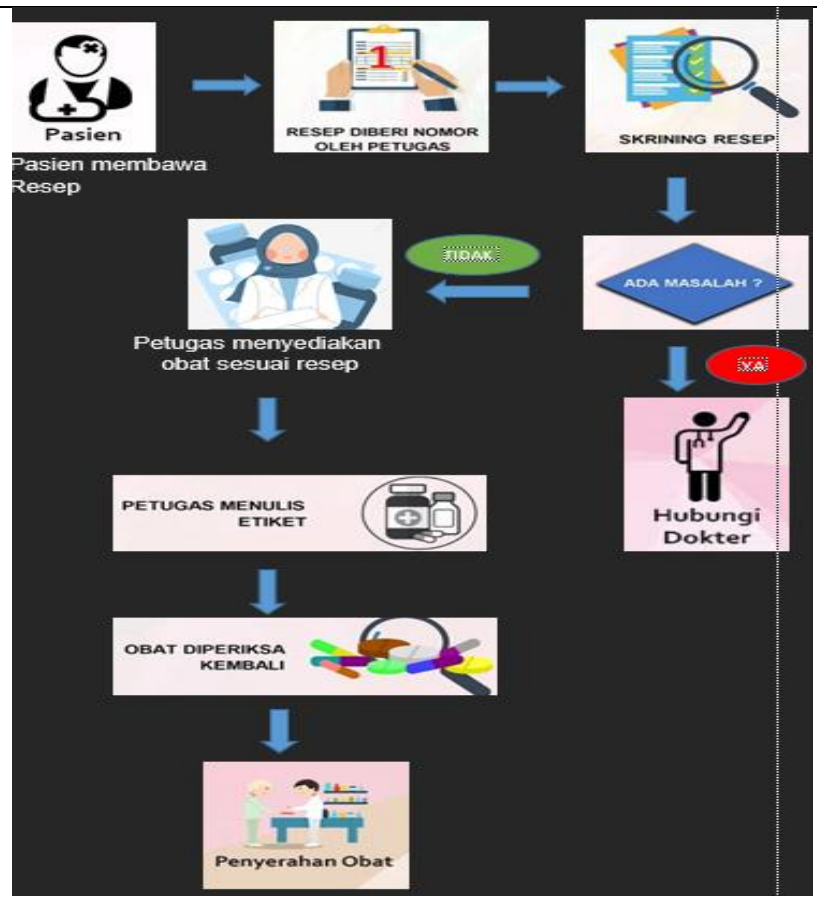 Pasien
Pasien membawa
Resep
1
RESEP DIBERI NOMOR
OLEH PETUGAS
SKRINING RESEP
ADA MASALAH ?
TIDAK
YA
Petugas menyediakan
obat sesuai resep
Hubungi
Dokter
PETUGAS MENULIS
ETIKET
OBAT DIPERIKSA
KEMBALI
Penyerahan Obat